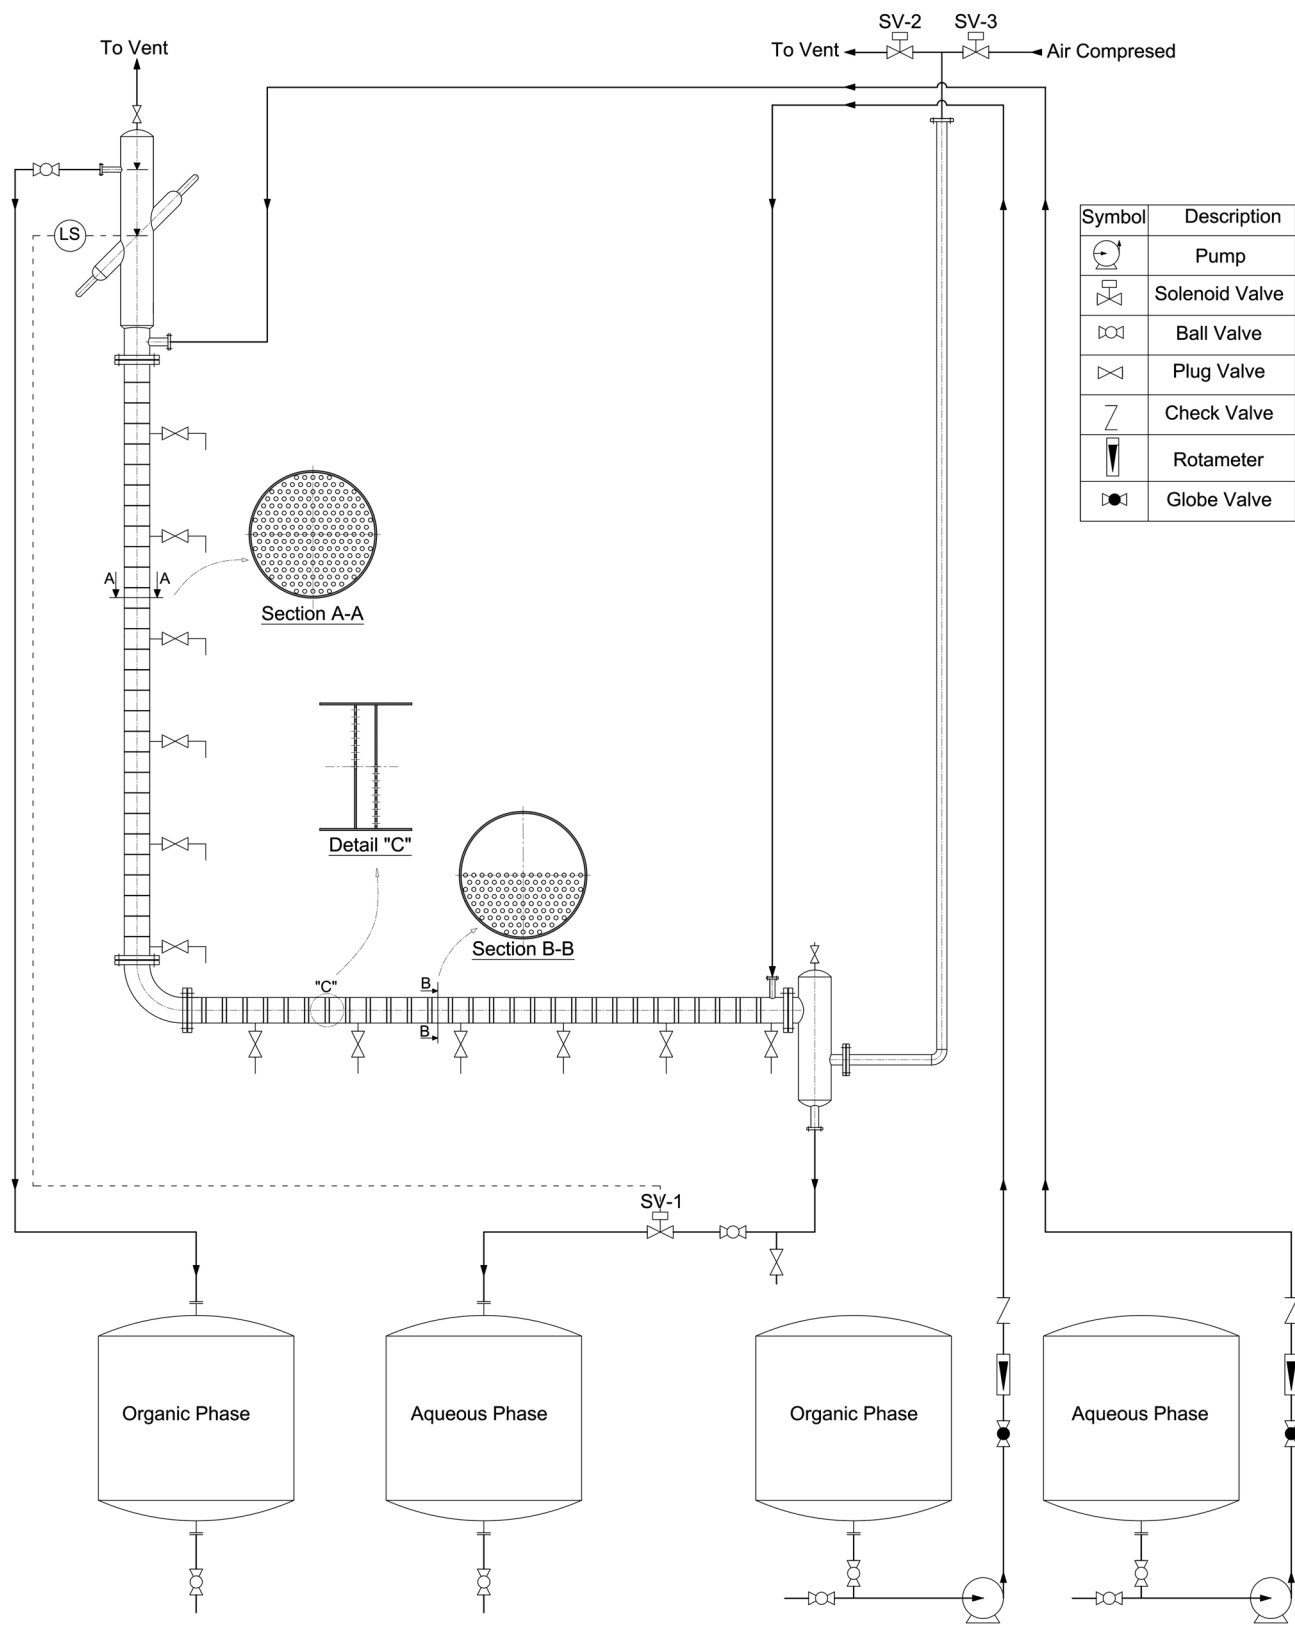 SV-2
SV-3
To Vent
To Vent
Air Compresed
LS
Symbol
Description
Pump
Solenoid Valve
Ball Valve
Plug Valve
Check Valve
Rotameter
Globe Valve
A
A
Section A-A
Detail "C"
Section B-B
"C"
B
B
SV-1
Organic Phase
Aqueous Phase
Organic Phase
Aqueous Phase